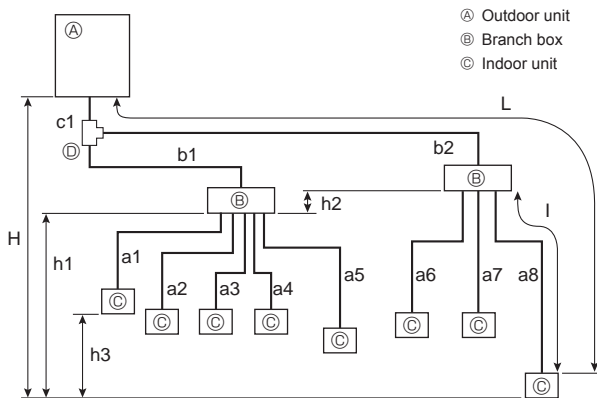 Ⓐ
Ⓐ Outdoor unit
Ⓑ Branch box
Ⓒ Indoor unit
L
c1
Ⓓ
b1
b2
Ⓑ
Ⓑ
h2
H
h1
I
a1
a2
a3
a4
a5
a6
a7
a8
Ⓒ
Ⓒ
Ⓒ
Ⓒ
Ⓒ
Ⓒ
Ⓒ
h3
Ⓒ